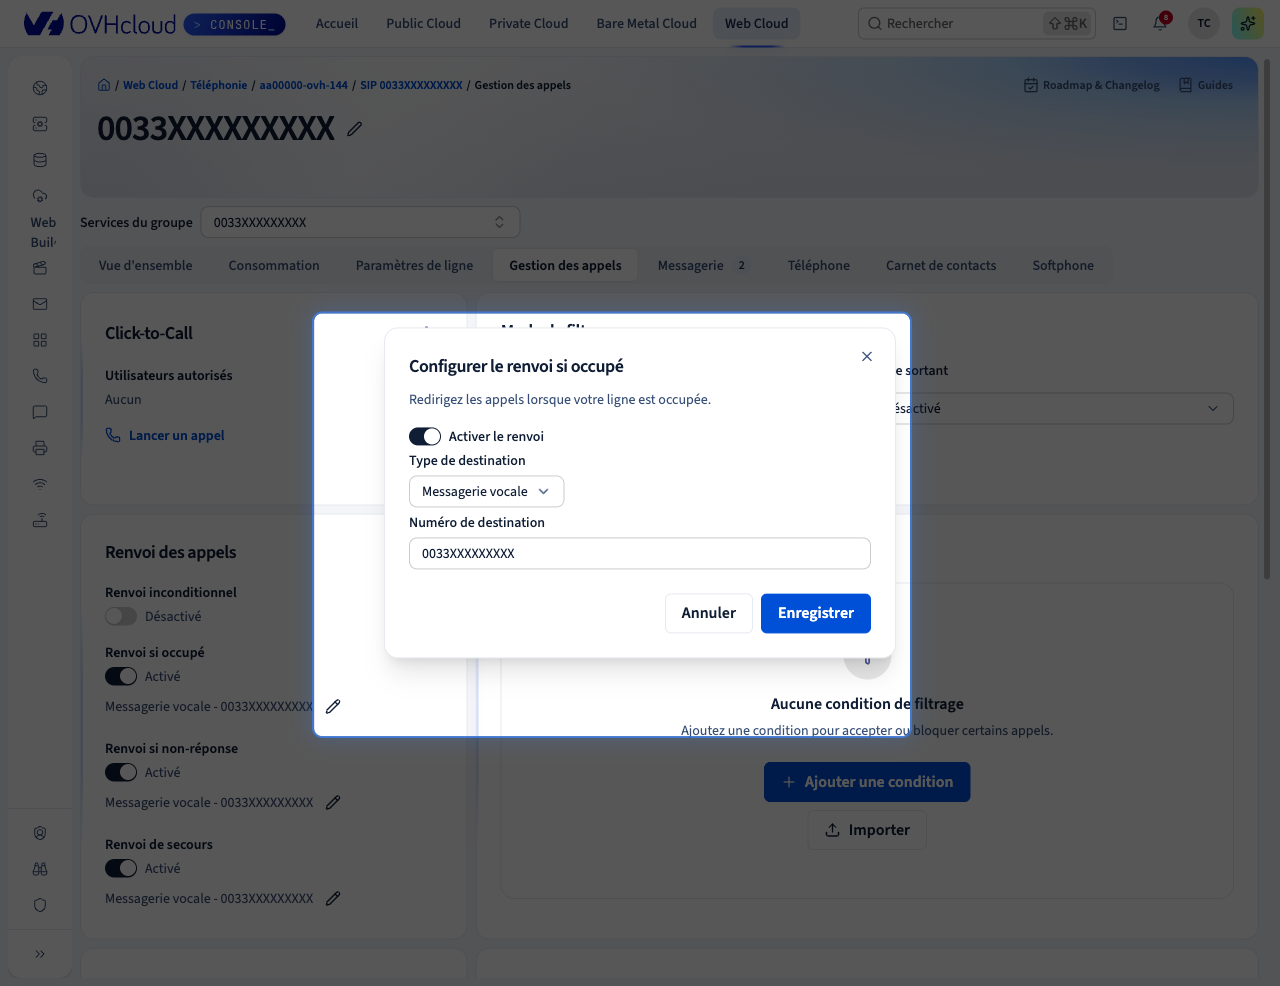 OVHcloud
> CONSOLE_
Accueil
Public Cloud
Private Cloud
Bare Metal Cloud
Web Cloud
Rechercher
⇧⌘K
8
TC
/ Web Cloud / Téléphonie / aa00000-ovh-144 / SIP 0033XXXXXXXXX / Gestion des appels
Roadmap & Changelog
Guides
0033XXXXXXXXX
Web
Services du groupe
0033XXXXXXXXX
Vue d'ensemble
Consommation
Paramètres de ligne
Gestion des appels
Messagerie 2
Téléphone
Carnet de contacts
Softphone
Click-to-Call
Utilisateurs autorisés
Aucun
Lancer un appel
e sortant
ésactivé
Configurer le renvoi si occupé
Redirigez les appels lorsque votre ligne est occupée.
Activer le renvoi
Type de destination
Messagerie vocale
Numéro de destination
0033XXXXXXXXX
Annuler
Enregistrer
Renvoi des appels
Renvoi inconditionnel
Désactivé
Renvoi si occupé
Activé
Messagerie vocale - 0033XXXXXXXXX
Renvoi si non-réponse
Activé
Messagerie vocale - 0033XXXXXXXXX
Renvoi de secours
Activé
Messagerie vocale - 0033XXXXXXXXX
Aucune condition de filtrage
Ajoutez une condition pour accepter ou bloquer certains appels.
Ajouter une condition
Importer